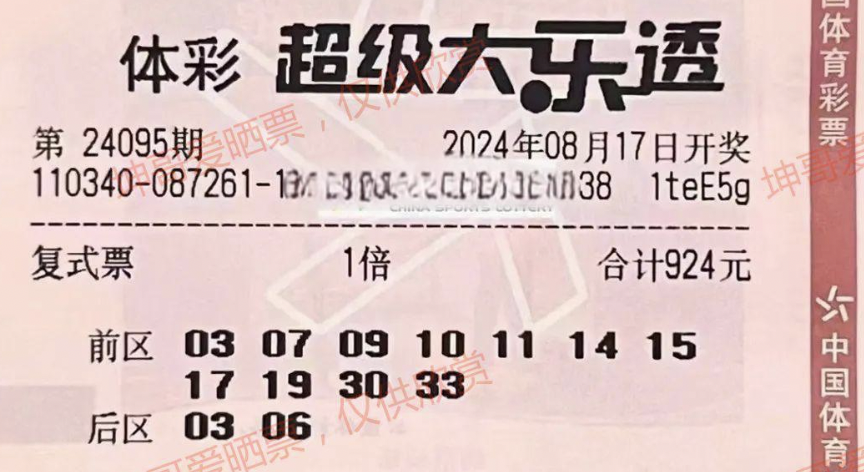 体彩 超级大乐透
第 24095期 2024年08月17日开奖
110340-087261-1 38 1teE5g
CHINA SPORTS LOTTERY
复式票 1倍 合计924元
前区 03 07 09 10 11 14 15
17 19 30 33
后区 03 06
国体育彩票
中国体育
坤哥爱晒票，仅供欣赏
坤哥爱晒票，仅供欣赏
坤哥爱